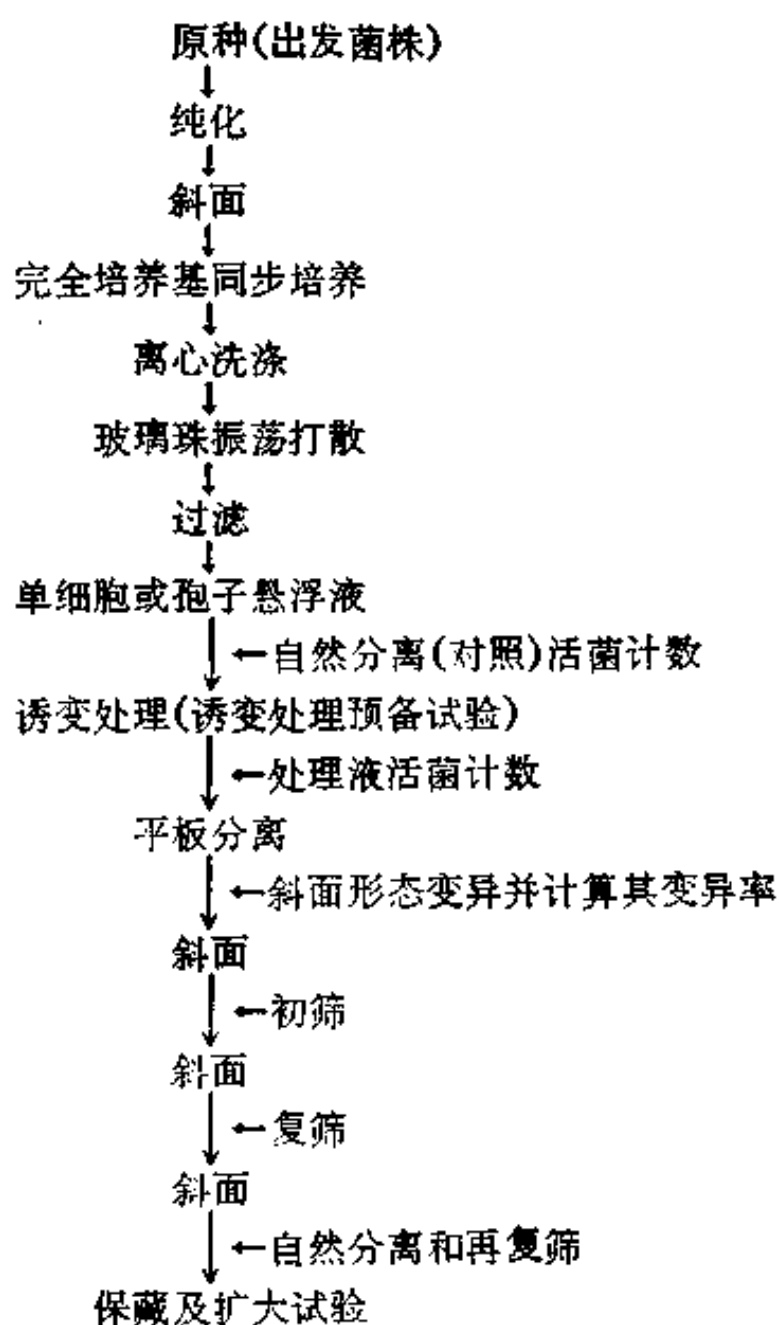 原种(出发菌株)
纯化
斜面
完全培养基同步培养
离心洗涤
玻璃珠振荡打散
过滤
单细胞或孢子悬浮液
自然分离(对照)活菌计数
诱变处理(诱变处理预备试验)
处理液活菌计数
平板分离
斜面形态变异并计算其变异率
斜面
初筛
斜面
复筛
斜面
自然分离和再复筛
保藏及扩大试验